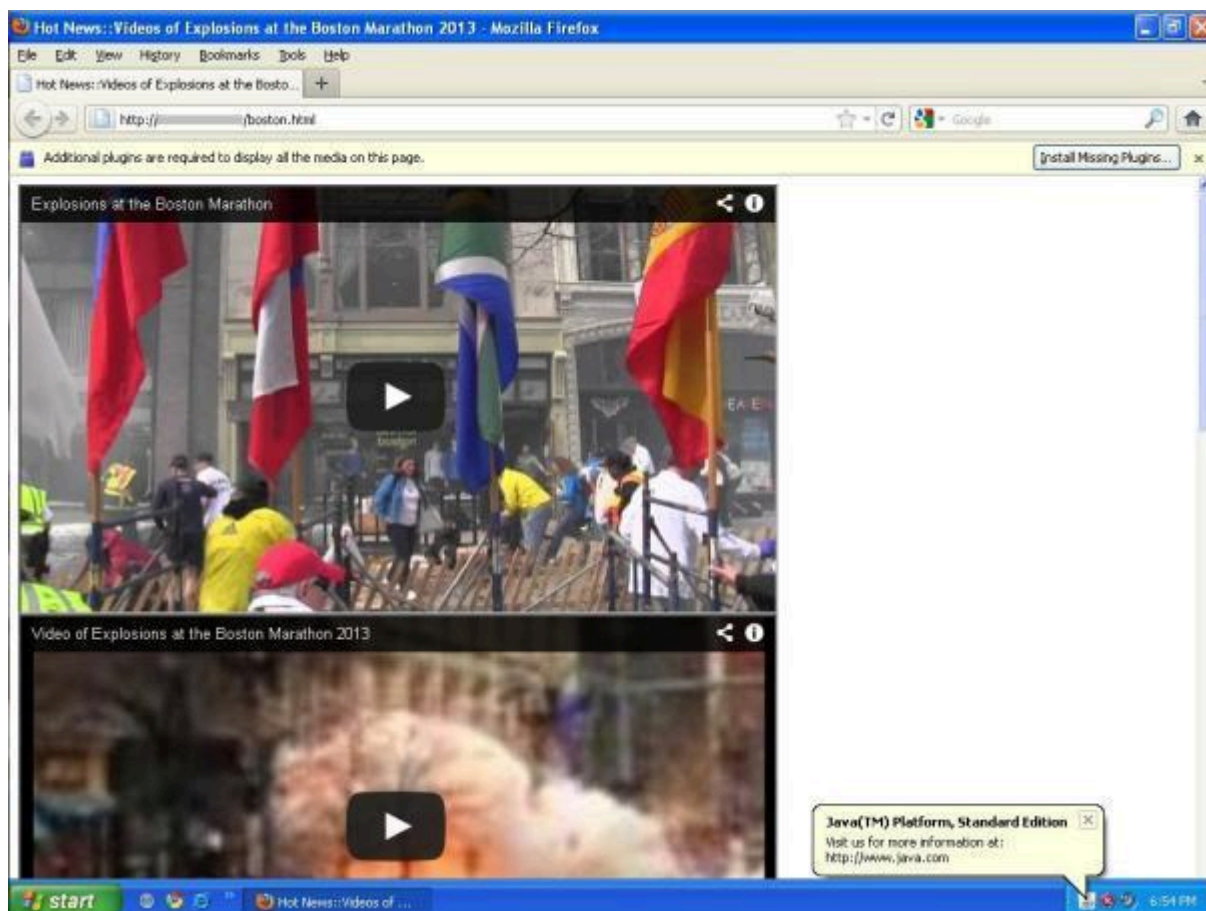 Hot News::Videos of Explosions at the Boston Marathon 2013 - Mozilla Firefox
File Edit View History Bookmarks Tools Help
Hot News::Videos of Explosions at the Bosto... +
http:// /boston.html
Google
Additional plugins are required to display all the media on this page.
Install Missing Plugins...
Explosions at the Boston Marathon
Video of Explosions at the Boston Marathon 2013
Java(TM) Platform, Standard Edition
Visit us for more information at:
http://www.java.com
start
Hot News::Videos of ...
6:54 PM